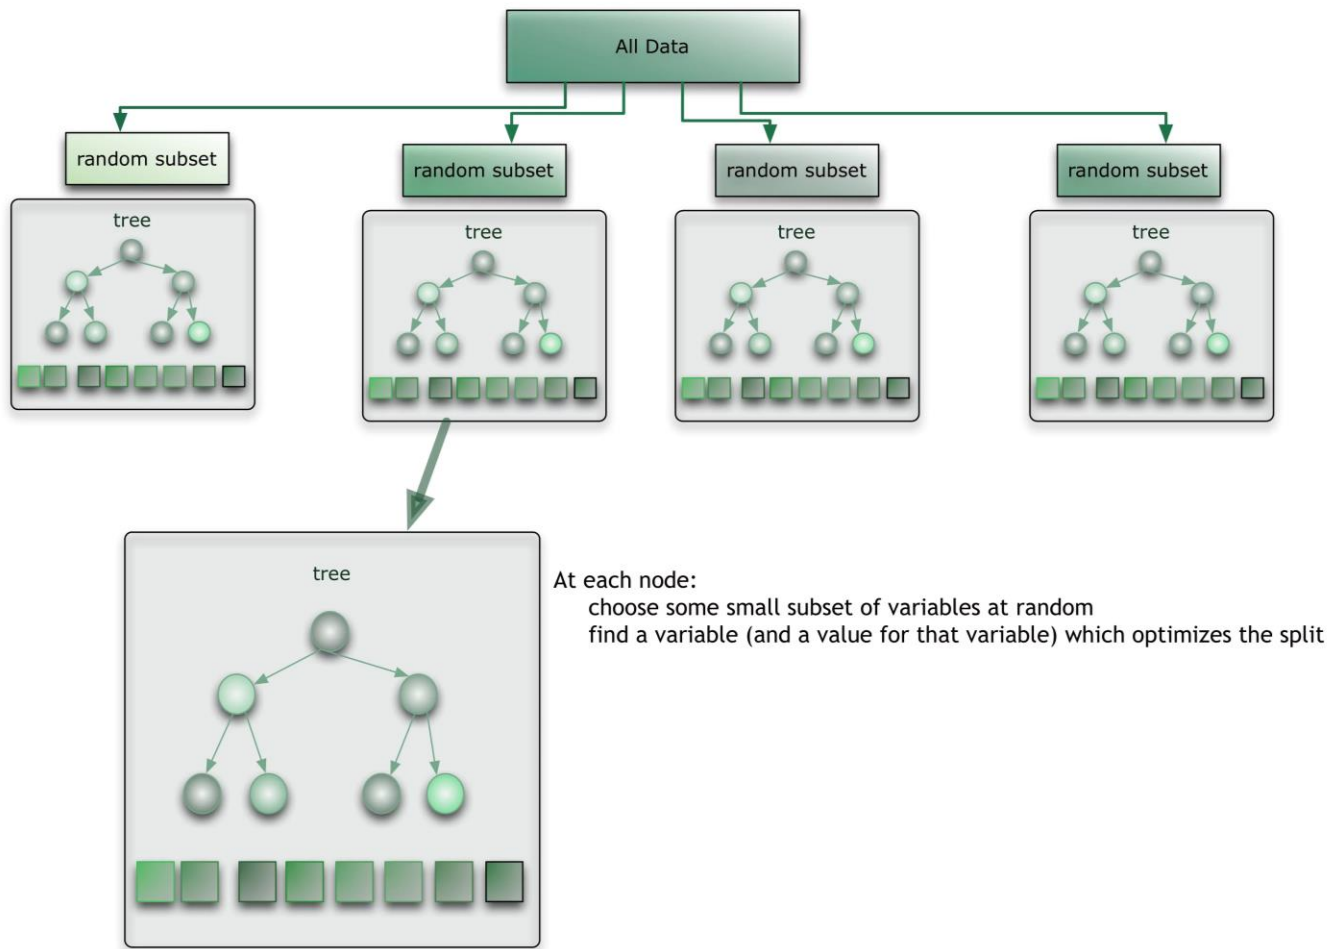 All Data
random subset
random subset
random subset
random subset
tree
tree
tree
tree
tree
At each node:
choose some small subset of variables at random
find a variable (and a value for that variable) which optimizes the split